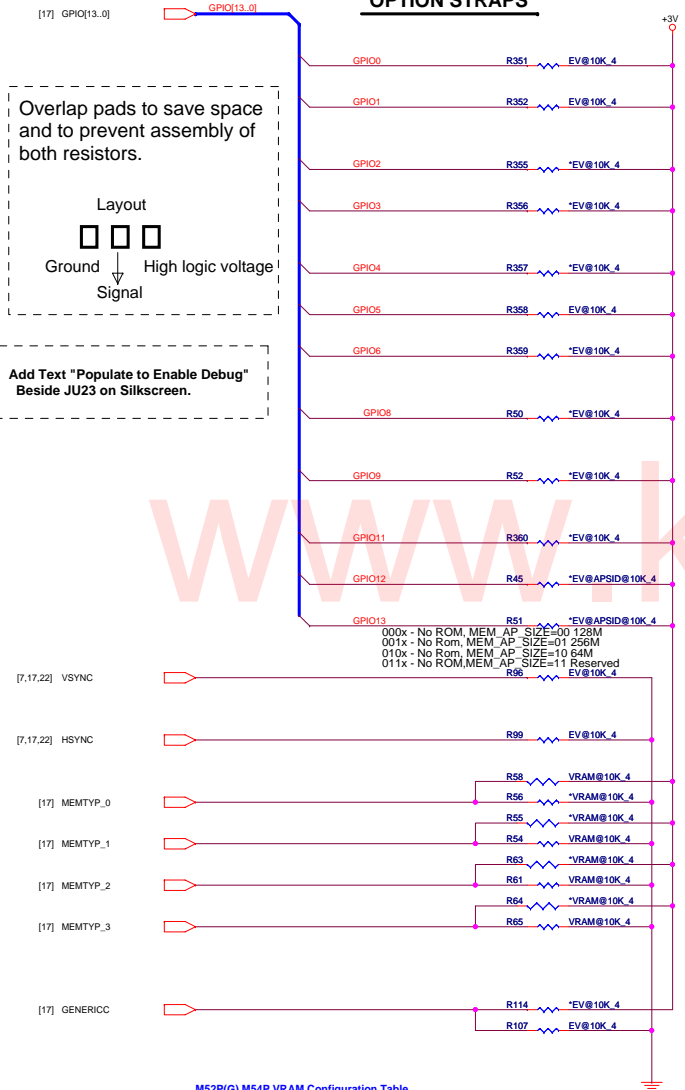 OPTION STRAPS
[17] GPIO[13..0]
GPIO[13..0]
+3V
GPIO0 R351 EV@10K_4
GPIO1 R352 EV@10K_4
Overlap pads to save space
and to prevent assembly of
both resistors.
Layout
Ground High logic voltage
Signal
GPIO2 R355 *EV@10K_4
GPIO3 R356 *EV@10K_4
GPIO4 R357 *EV@10K_4
GPIO5 R358 EV@10K_4
GPIO6 R359 *EV@10K_4
Add Text "Populate to Enable Debug"
Beside JU23 on Silkscreen.
GPIO8 R50 *EV@10K_4
GPIO9 R52 *EV@10K_4
www.k
GPIO11 R360 *EV@10K_4
GPIO12 R45 *EV@APSID@10K_4
GPIO13 R51 *EV@APSID@10K_4
000x - No ROM, MEM_AP_SIZE=00 128M
001x - No Rom, MEM_AP_SIZE=01 256M
010x - No Rom, MEM_AP_SIZE=10 64M
011x - No ROM,MEM_AP_SIZE=11 Reserved
[7,17,22] VSYNC R96 EV@10K_4
[7,17,22] HSYNC R99 EV@10K_4
R58 VRAM@10K_4
[17] MEMTYP_0 R56 *VRAM@10K_4
R55 *VRAM@10K_4
[17] MEMTYP_1 R54 VRAM@10K_4
R63 *VRAM@10K_4
[17] MEMTYP_2 R61 VRAM@10K_4
R64 *VRAM@10K_4
[17] MEMTYP_3 R65 VRAM@10K_4
[17] GENERICC R114 *EV@10K_4
R107 EV@10K_4
M52P(G) M54P VRAM Configuration Table